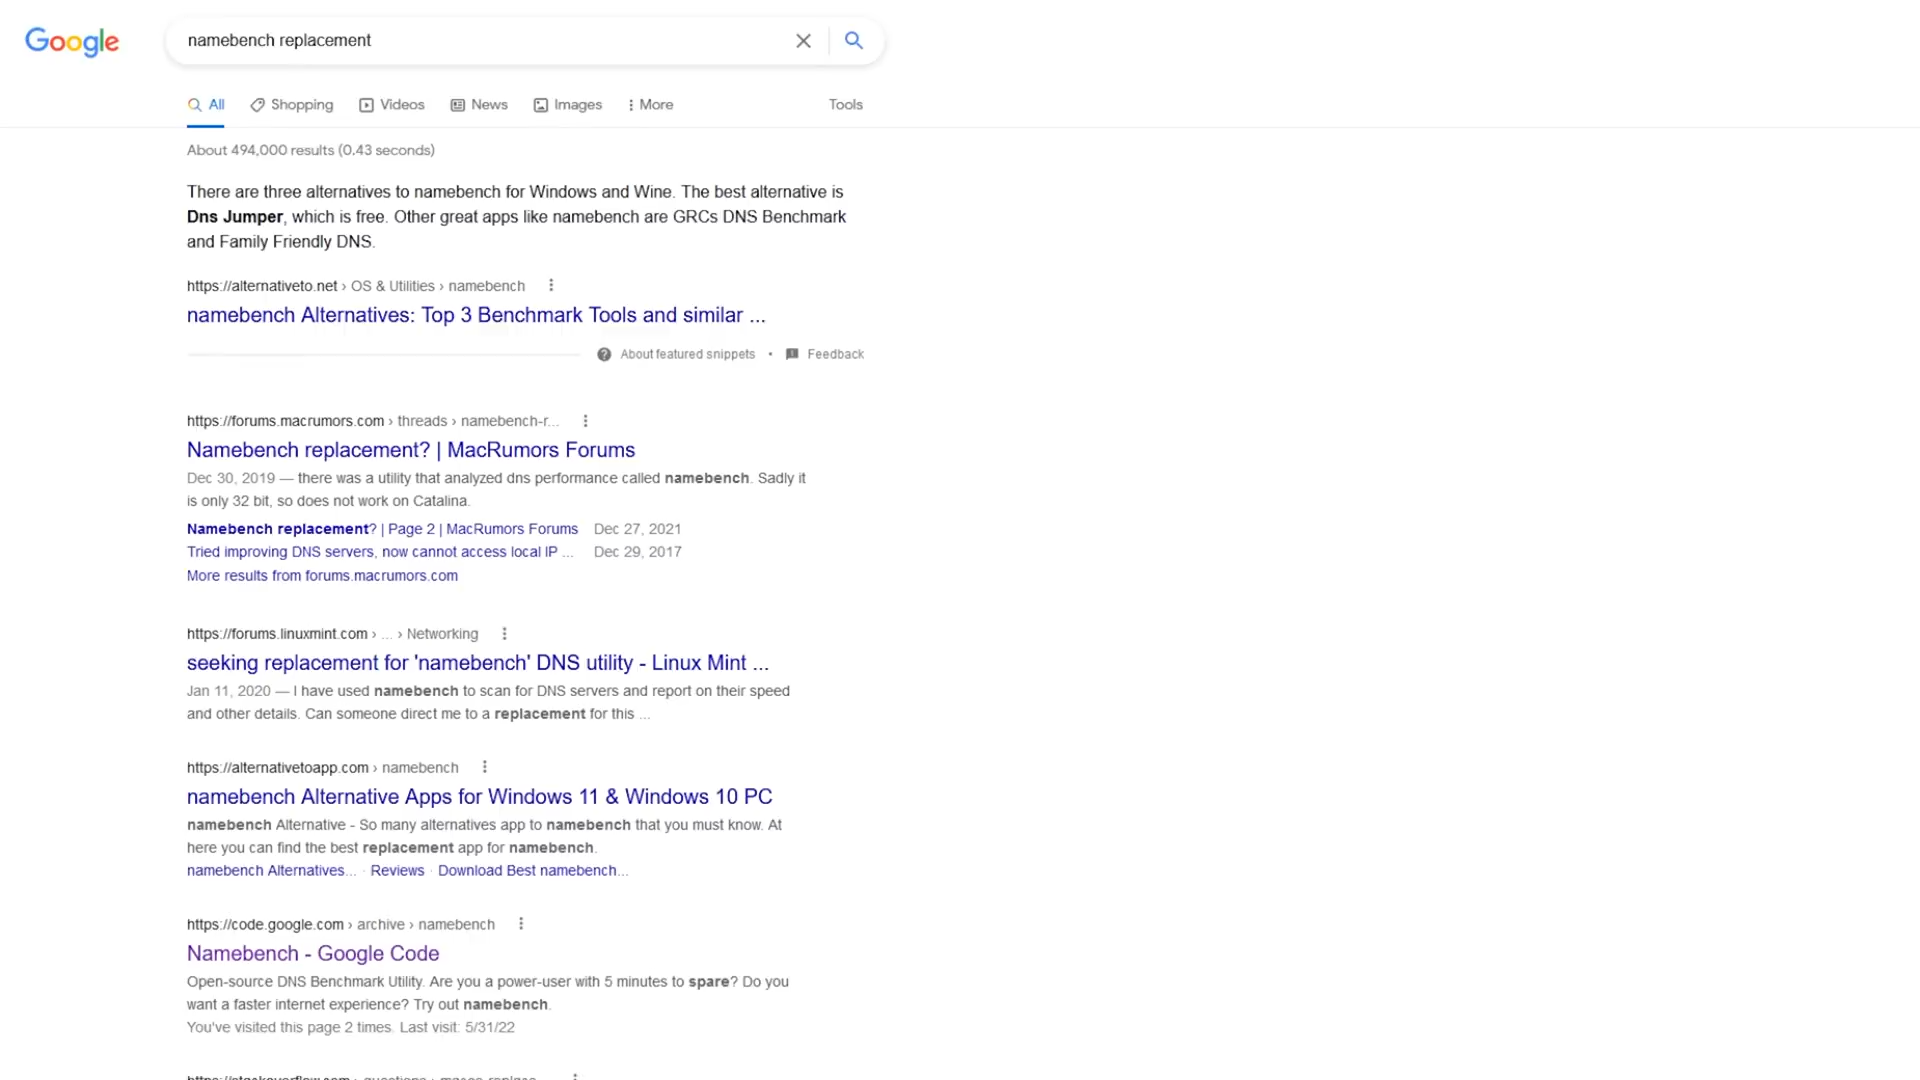 Google
namebench replacement
All
Shopping
Videos
News
Images
More
Tools
About 494,000 results (0.43 seconds)
There are three alternatives to namebench for Windows and Wine. The best alternative is
Dns Jumper, which is free. Other great apps like namebench are GRCs DNS Benchmark
and Family Friendly DNS.
https://alternativeto.net › OS & Utilities › namebench
namebench Alternatives: Top 3 Benchmark Tools and similar ...
About featured snippets • Feedback
https://forums.macrumors.com › threads › namebench-r...
Namebench replacement? | MacRumors Forums
Dec 30, 2019 — there was a utility that analyzed dns performance called namebench. Sadly it
is only 32 bit, so does not work on Catalina.
Namebench replacement? | Page 2 | MacRumors Forums Dec 27, 2021
Tried improving DNS servers, now cannot access local IP ... Dec 29, 2017
More results from forums.macrumors.com
https://forums.linuxmint.com › ... › Networking
seeking replacement for 'namebench' DNS utility - Linux Mint ...
Jan 11, 2020 — I have used namebench to scan for DNS servers and report on their speed
and other details. Can someone direct me to a replacement for this ...
https://alternativetoapp.com › namebench
namebench Alternative Apps for Windows 11 & Windows 10 PC
namebench Alternative - So many alternatives app to namebench that you must know. At
here you can find the best replacement app for namebench.
namebench Alternatives... · Reviews · Download Best namebench...
https://code.google.com › archive › namebench
Namebench - Google Code
Open-source DNS Benchmark Utility. Are you a power-user with 5 minutes to spare? Do you
want a faster internet experience? Try out namebench.
You've visited this page 2 times. Last visit: 5/31/22
https://stackoverflow.com › questions ›